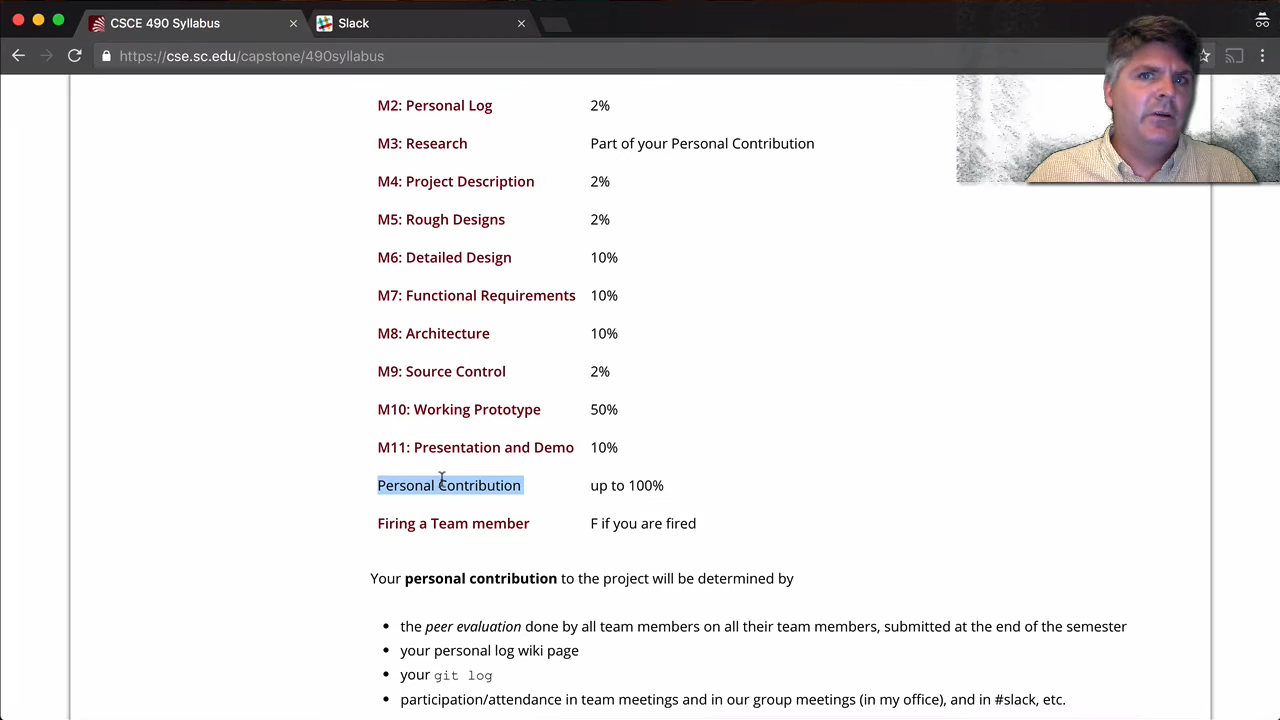 CSCE 490 Syllabus
Slack
https://cse.sc.edu/capstone/490syllabus
M2: Personal Log 2%
M3: Research Part of your Personal Contribution
M4: Project Description 2%
M5: Rough Designs 2%
M6: Detailed Design 10%
M7: Functional Requirements 10%
M8: Architecture 10%
M9: Source Control 2%
M10: Working Prototype 50%
M11: Presentation and Demo 10%
Personal Contribution up to 100%
Firing a Team member F if you are fired
Your personal contribution to the project will be determined by
the peer evaluation done by all team members on all their team members, submitted at the end of the semester
your personal log wiki page
your git log
participation/attendance in team meetings and in our group meetings (in my office), and in #slack, etc.